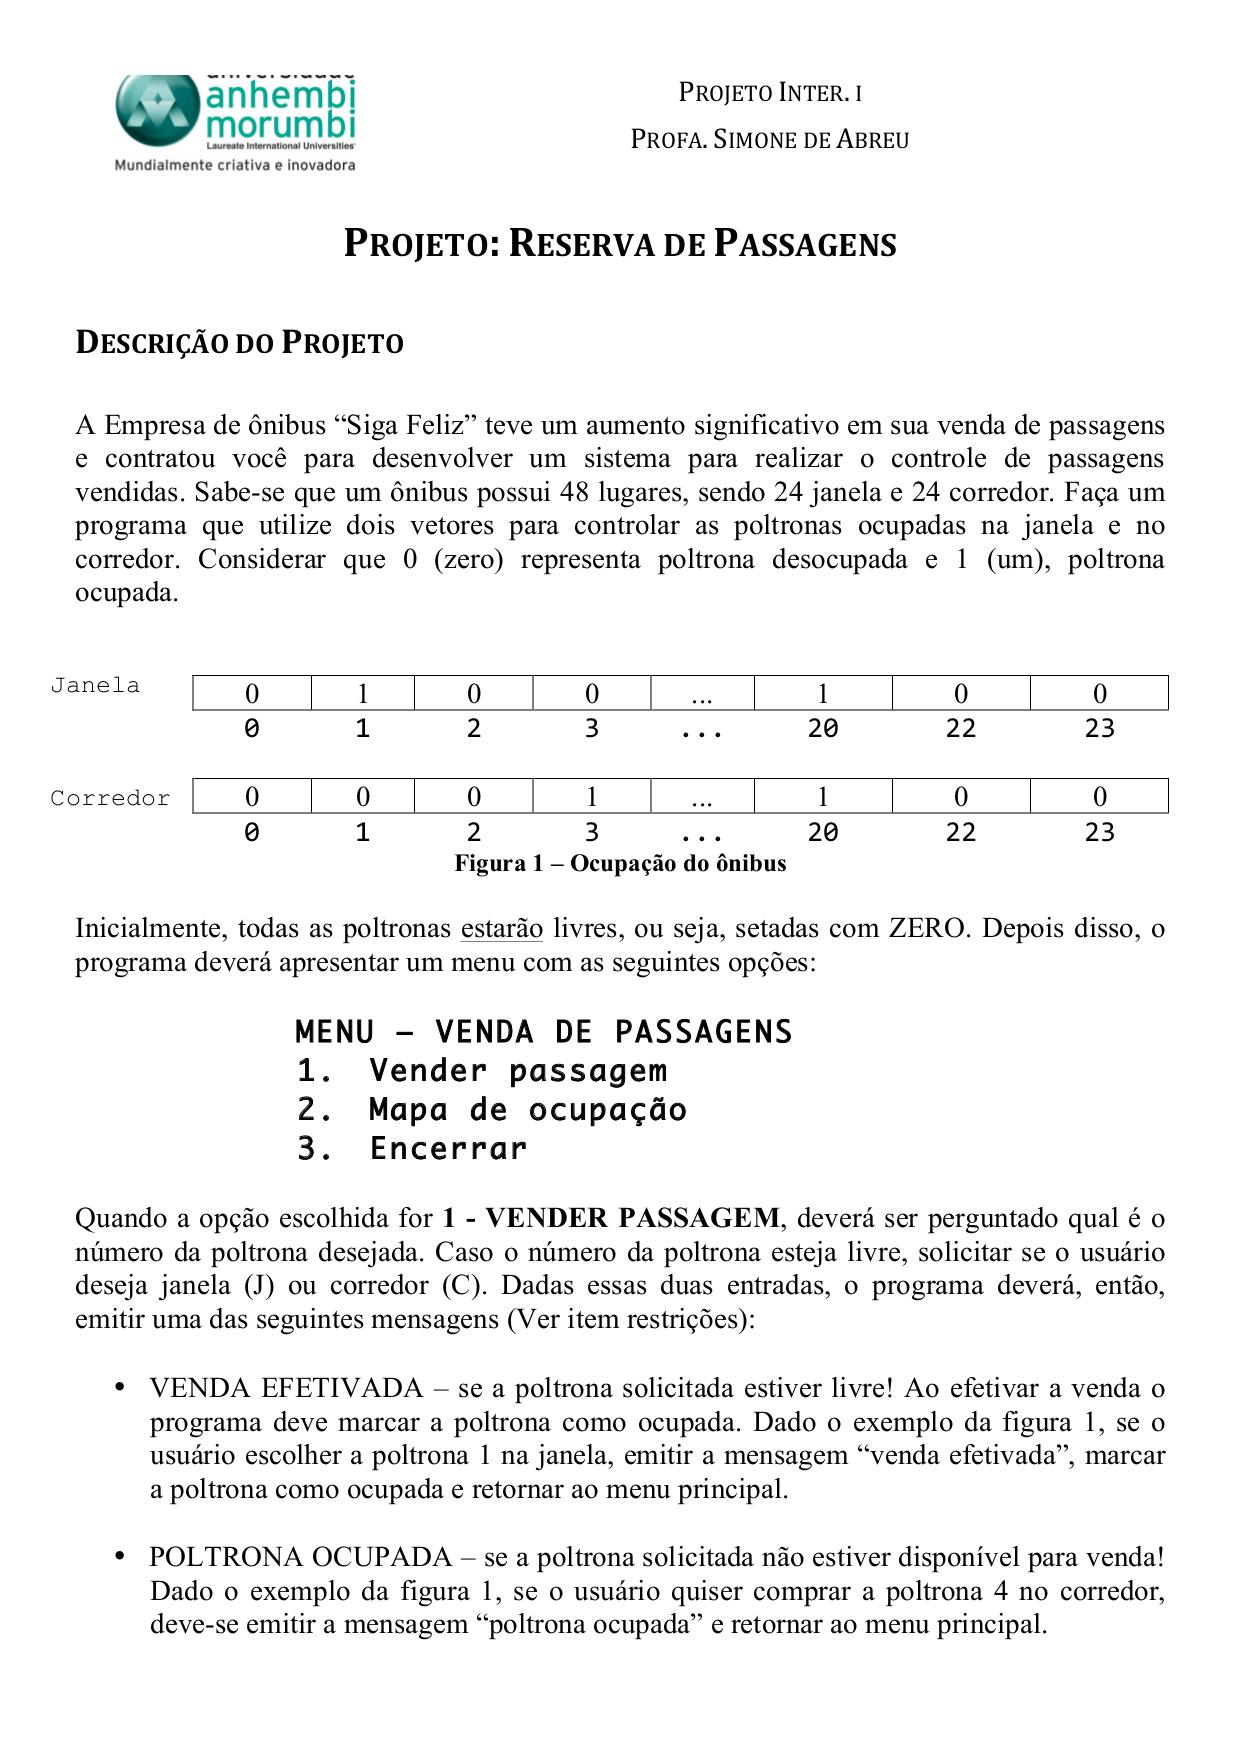 universidade
anhembi
morumbi
Laureate International Universities
Mundialmente criativa e inovadora
PROJETO INTER. I
PROFA. SIMONE DE ABREU
PROJETO: RESERVA DE PASSAGENS
DESCRIÇÃO DO PROJETO
A Empresa de ônibus “Siga Feliz” teve um aumento significativo em sua venda de passagens
e contratou você para desenvolver um sistema para realizar o controle de passagens
vendidas. Sabe-se que um ônibus possui 48 lugares, sendo 24 janela e 24 corredor. Faça um
programa que utilize dois vetores para controlar as poltronas ocupadas na janela e no
corredor. Considerar que 0 (zero) representa poltrona desocupada e 1 (um), poltrona
ocupada.
Janela 0 1 0 0 ... 1 0 0
0 1 2 3 ... 20 22 23
Corredor 0 0 0 1 ... 1 0 0
0 1 2 3 ... 20 22 23
Figura 1 – Ocupação do ônibus
Inicialmente, todas as poltronas estarão livres, ou seja, setadas com ZERO. Depois disso, o
programa deverá apresentar um menu com as seguintes opções:
MENU – VENDA DE PASSAGENS
1. Vender passagem
2. Mapa de ocupação
3. Encerrar
Quando a opção escolhida for 1 - VENDER PASSAGEM, deverá ser perguntado qual é o
número da poltrona desejada. Caso o número da poltrona esteja livre, solicitar se o usuário
deseja janela (J) ou corredor (C). Dadas essas duas entradas, o programa deverá, então,
emitir uma das seguintes mensagens (Ver item restrições):
• VENDA EFETIVADA – se a poltrona solicitada estiver livre! Ao efetivar a venda o
programa deve marcar a poltrona como ocupada. Dado o exemplo da figura 1, se o
usuário escolher a poltrona 1 na janela, emitir a mensagem “venda efetivada”, marcar
a poltrona como ocupada e retornar ao menu principal.
• POLTRONA OCUPADA – se a poltrona solicitada não estiver disponível para venda!
Dado o exemplo da figura 1, se o usuário quiser comprar a poltrona 4 no corredor,
deve-se emitir a mensagem “poltrona ocupada” e retornar ao menu principal.